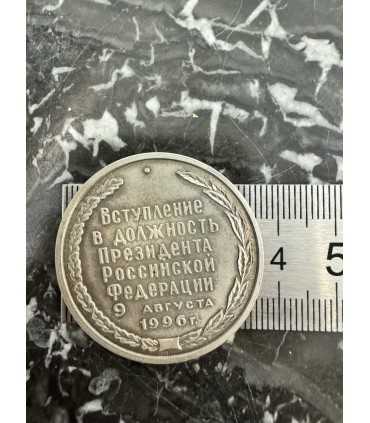 Вступление
в должность
Президента
Российской
Федерации
9 августа
1996г.
4 5